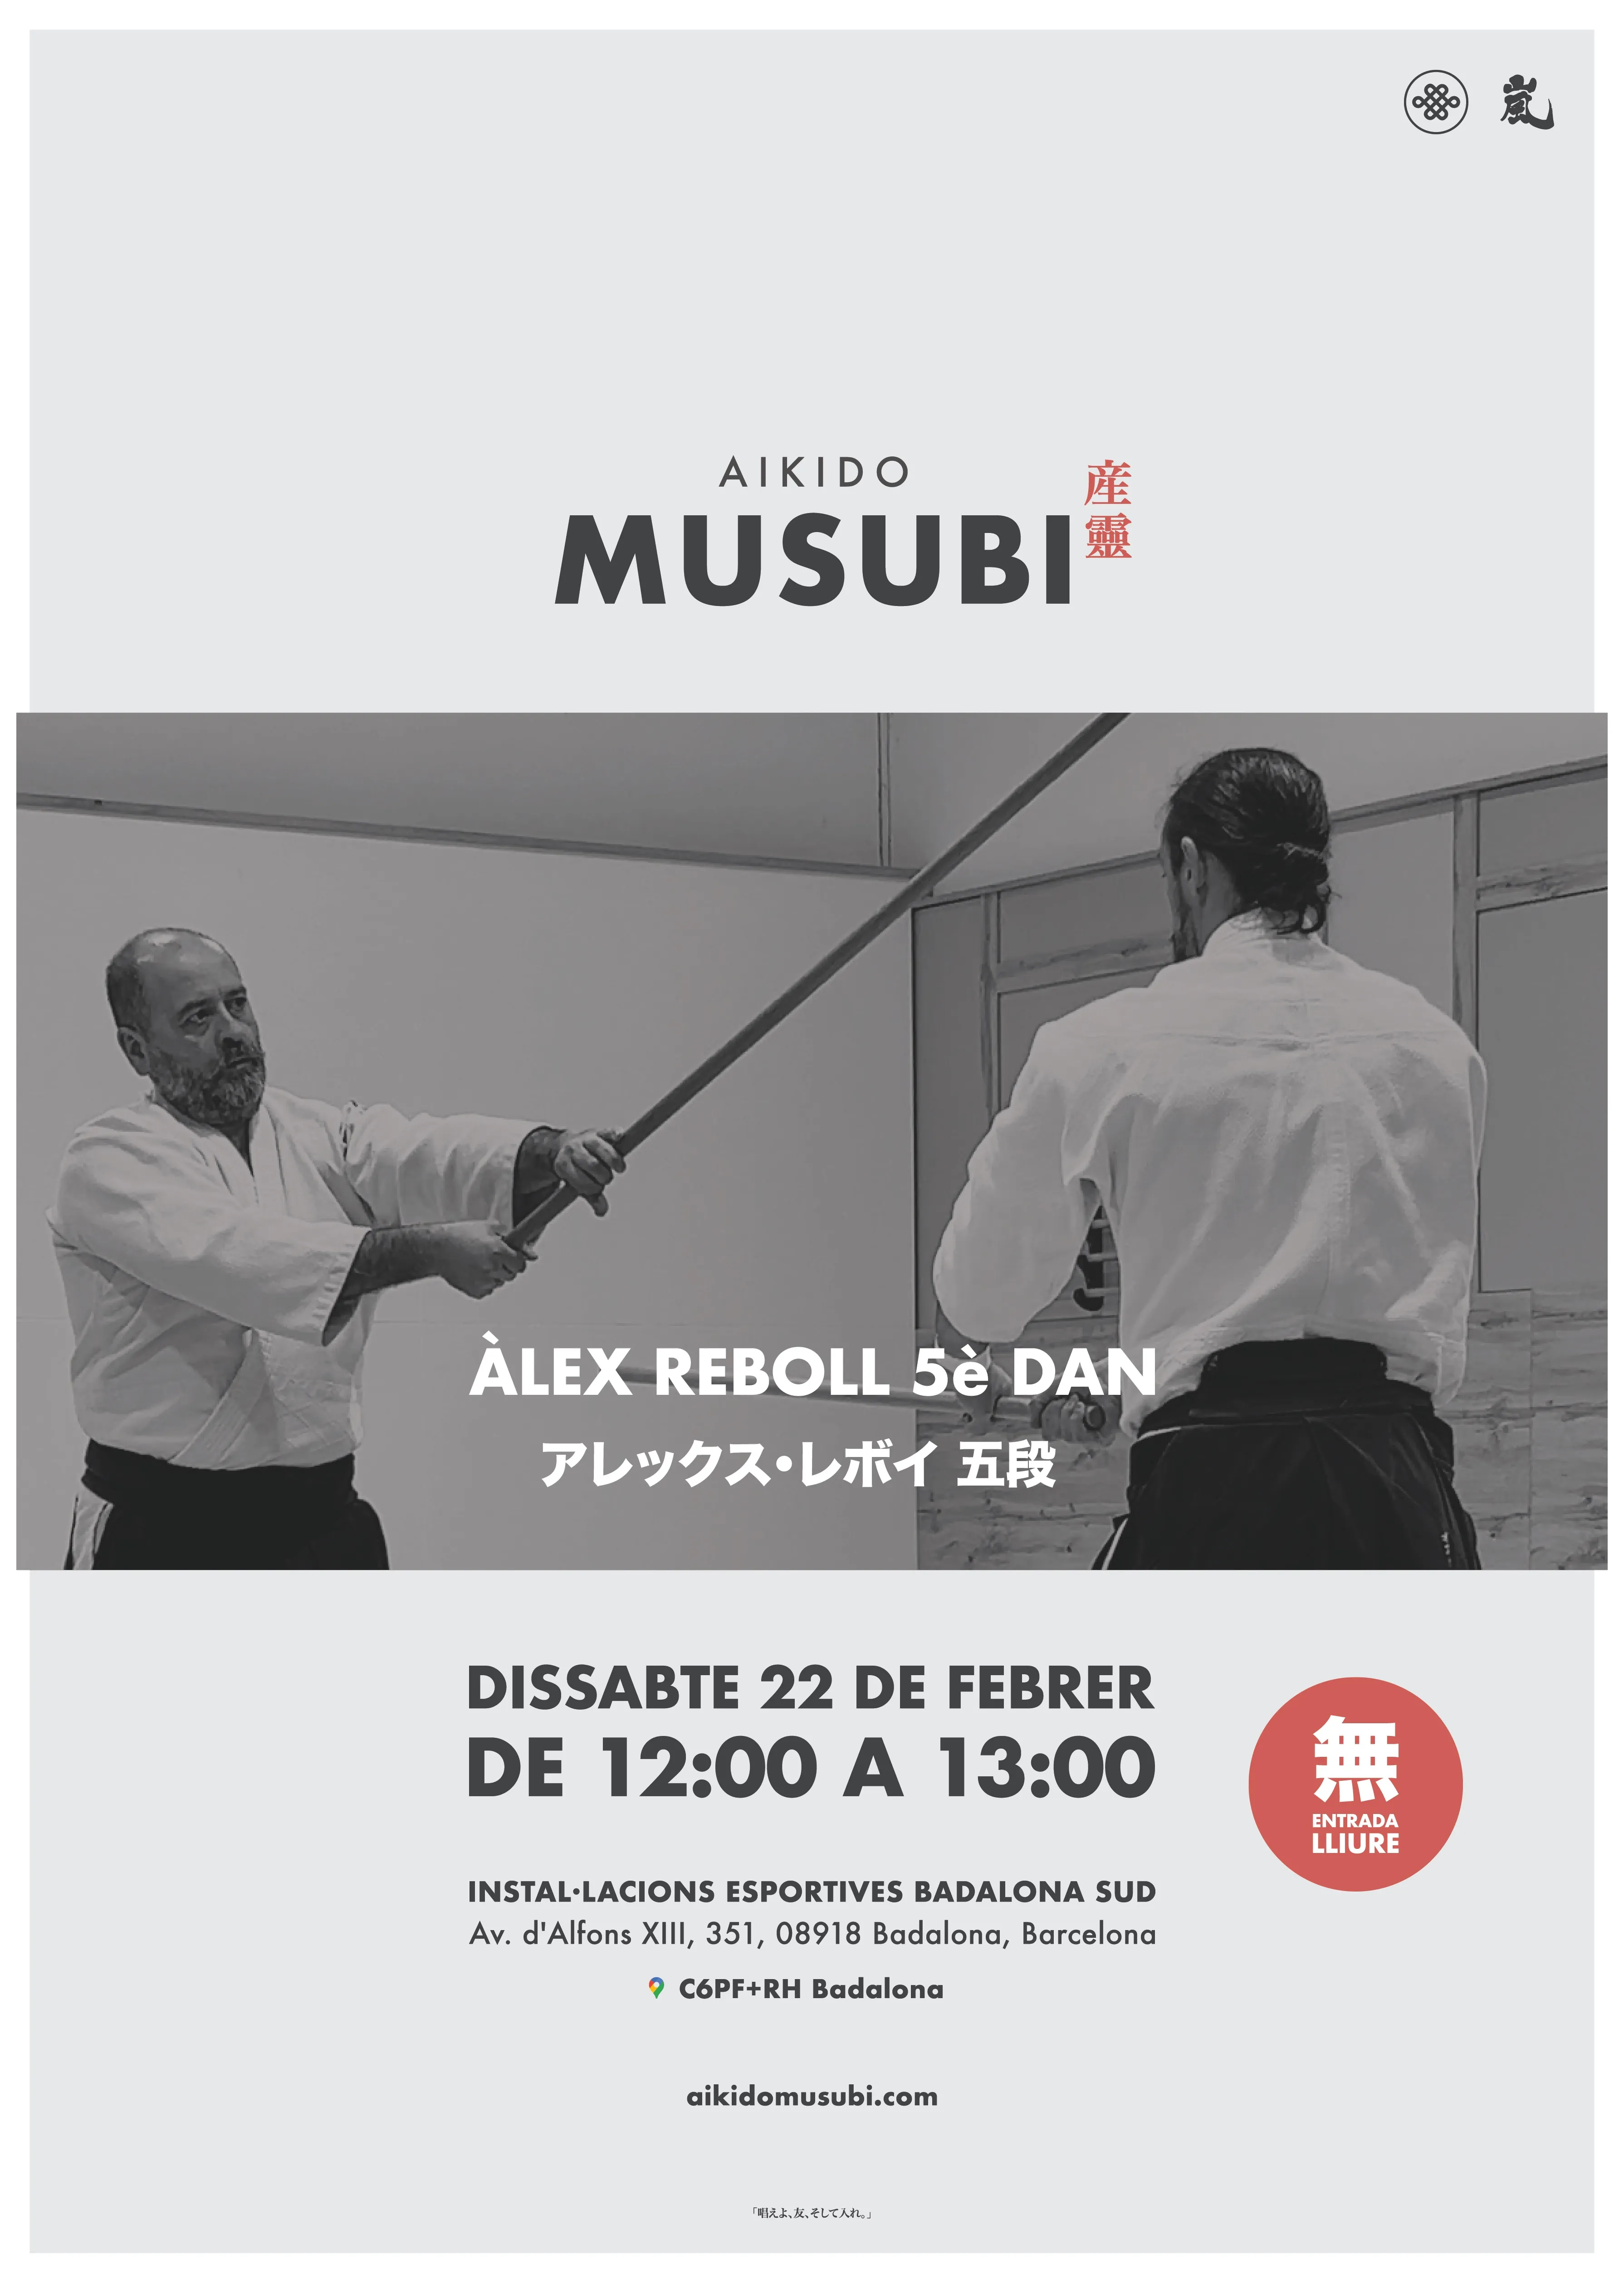 嵐
AIKIDO
MUSUBI
産靈
ÀLEX REBOLL 5è DAN
アレックス・レボイ 五段
DISSABTE 22 DE FEBRER
DE 12:00 A 13:00
無
ENTRADA
LLIURE
INSTAL·LACIONS ESPORTIVES BADALONA SUD
Av. d'Alfons XIII, 351, 08918 Badalona, Barcelona
C6PF+RH Badalona
aikidomusubi.com
「唱えよ、友、そして入れ。」